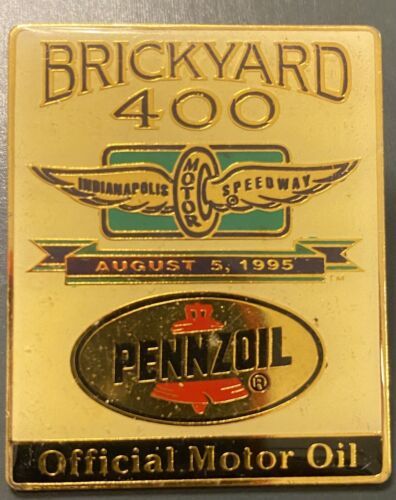 BRICKYARD
400
INDIANAPOLIS MOTOR SPEEDWAY ®
AUGUST 5, 1995 ™
PENNZOIL ®
Official Motor Oil